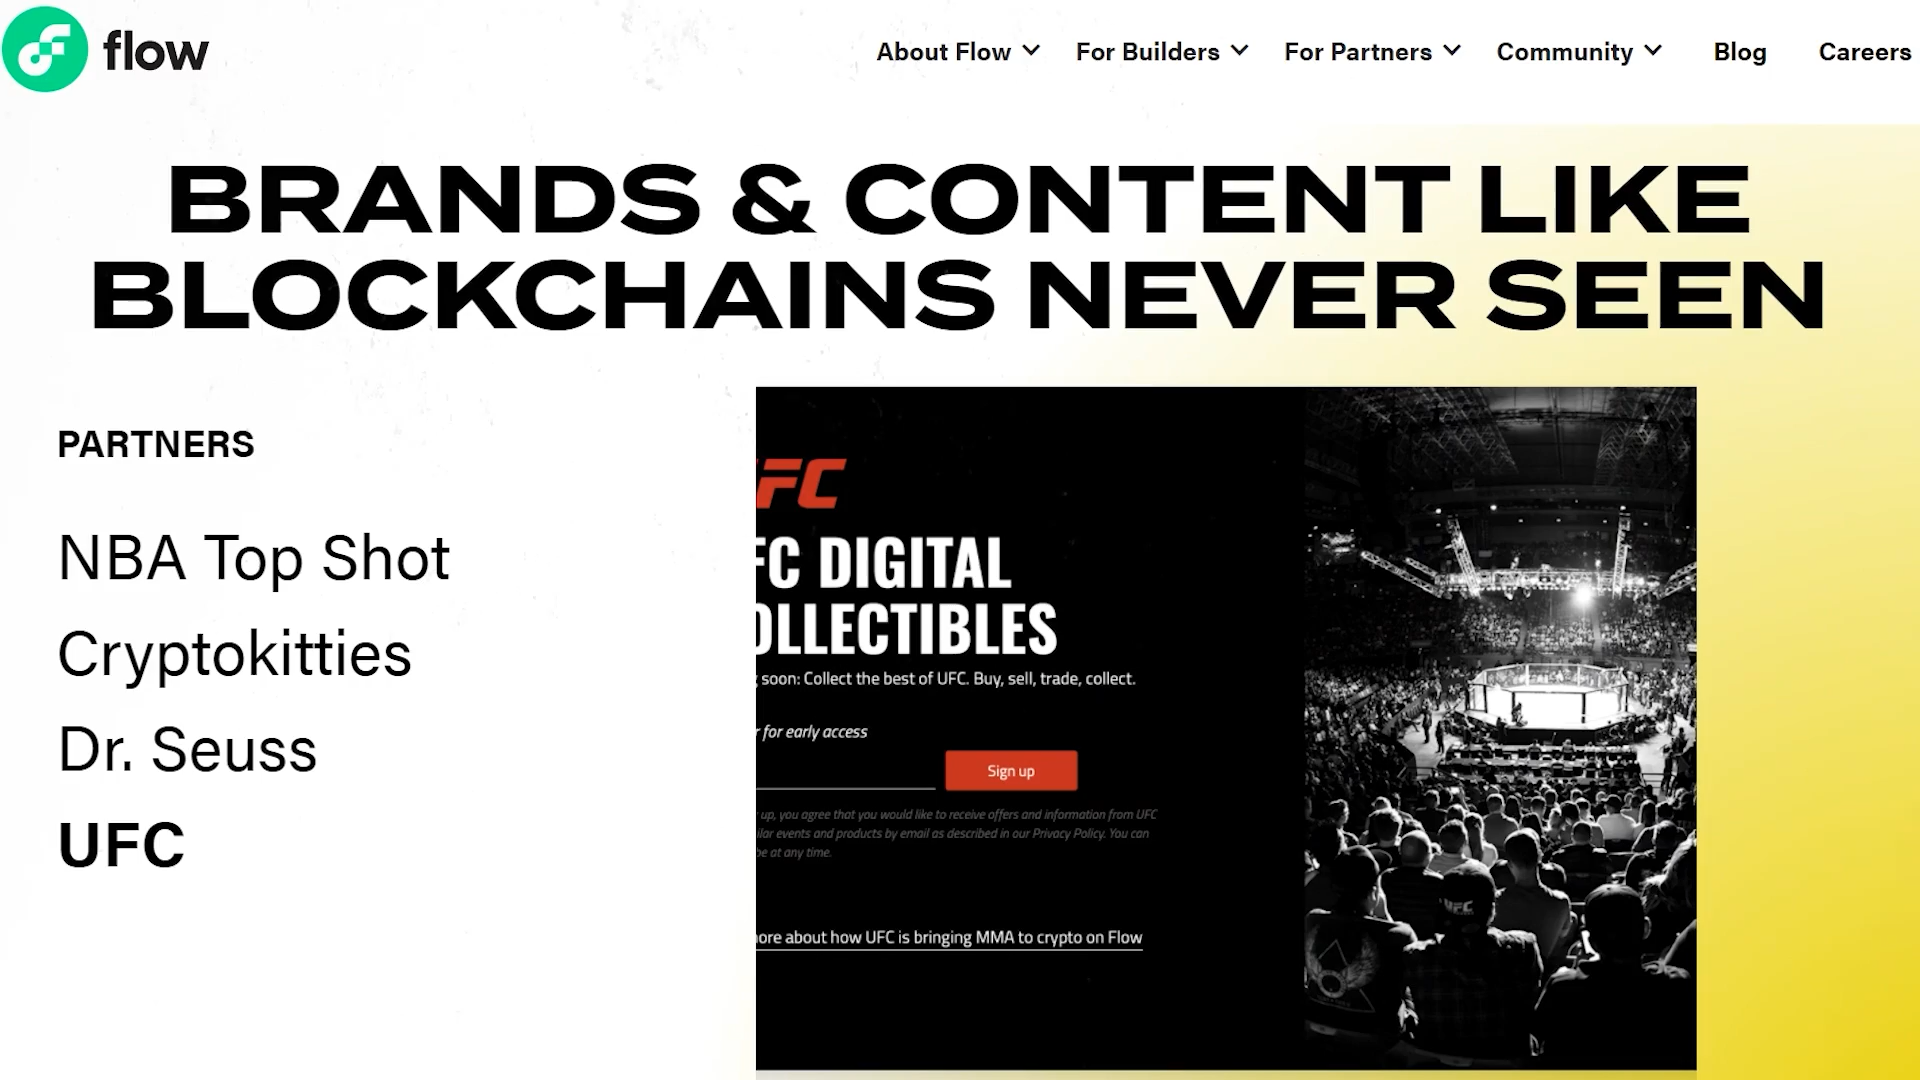 flow
About Flow For Builders For Partners Community Blog Careers
BRANDS & CONTENT LIKE
BLOCKCHAINS NEVER SEEN
PARTNERS
NBA Top Shot
Cryptokitties
Dr. Seuss
UFC
FC
FC DIGITAL
OLLECTIBLES
soon: Collect the best of UFC. Buy, sell, trade, collect.
r for early access
Sign up
up, you agree that you would like to receive offers and information from UFC
ilar events and products by email as described in our Privacy Policy. You can
be at any time.
ore about how UFC is bringing MMA to crypto on Flow
UFC